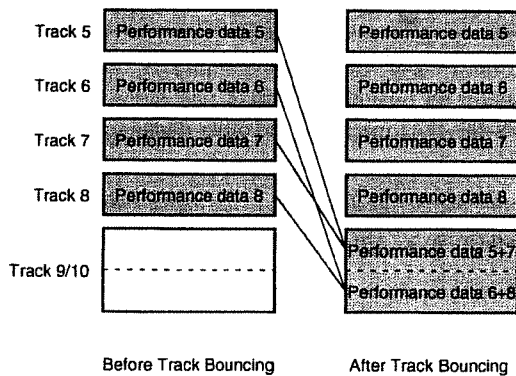 Track 5 Performance data 5 Performance data 5
Track 6 Performance data 6 Performance data 6
Track 7 Performance data 7 Performance data 7
Track 8 Performance data 8 Performance data 8
Performance data 5+7
Track 9/10
Performance data 6+8
Before Track Bouncing After Track Bouncing